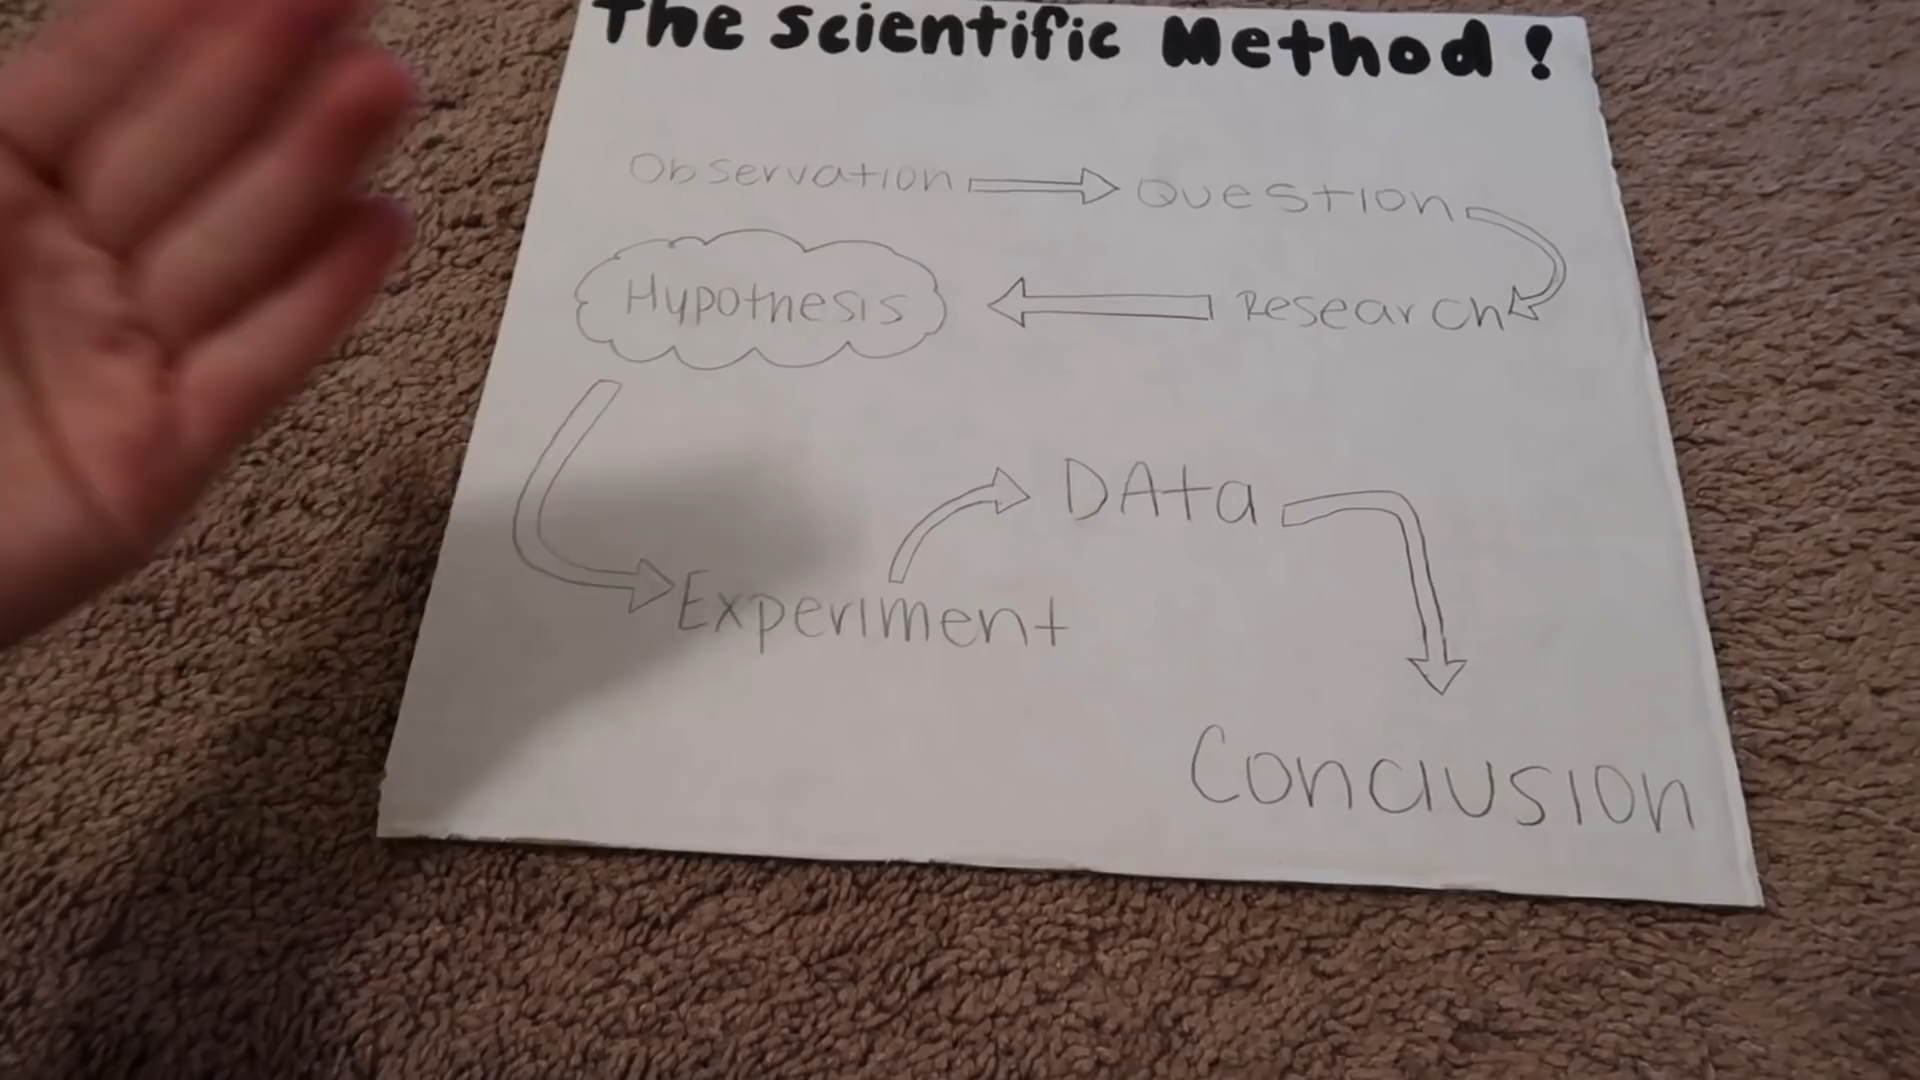 The Scientific Method!
Observation Question
Hypothesis Research
DAta
Experiment
Conclusion